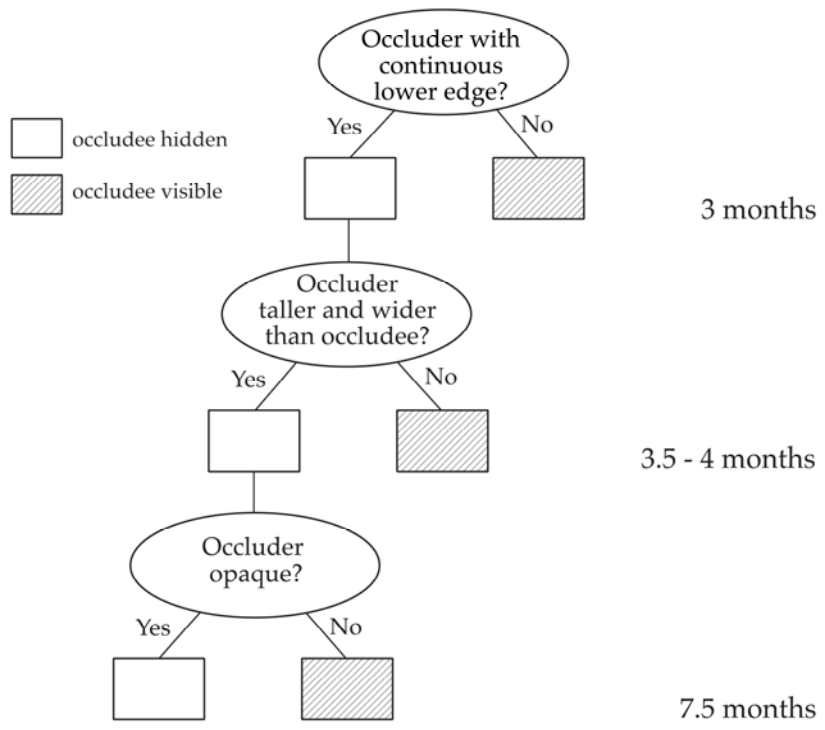 Occluder with
continuous
lower edge?
Yes
No
occludee hidden
occludee visible
3 months
Occluder
taller and wider
than occludee?
Yes
No
3.5 - 4 months
Occluder
opaque?
Yes
No
7.5 months